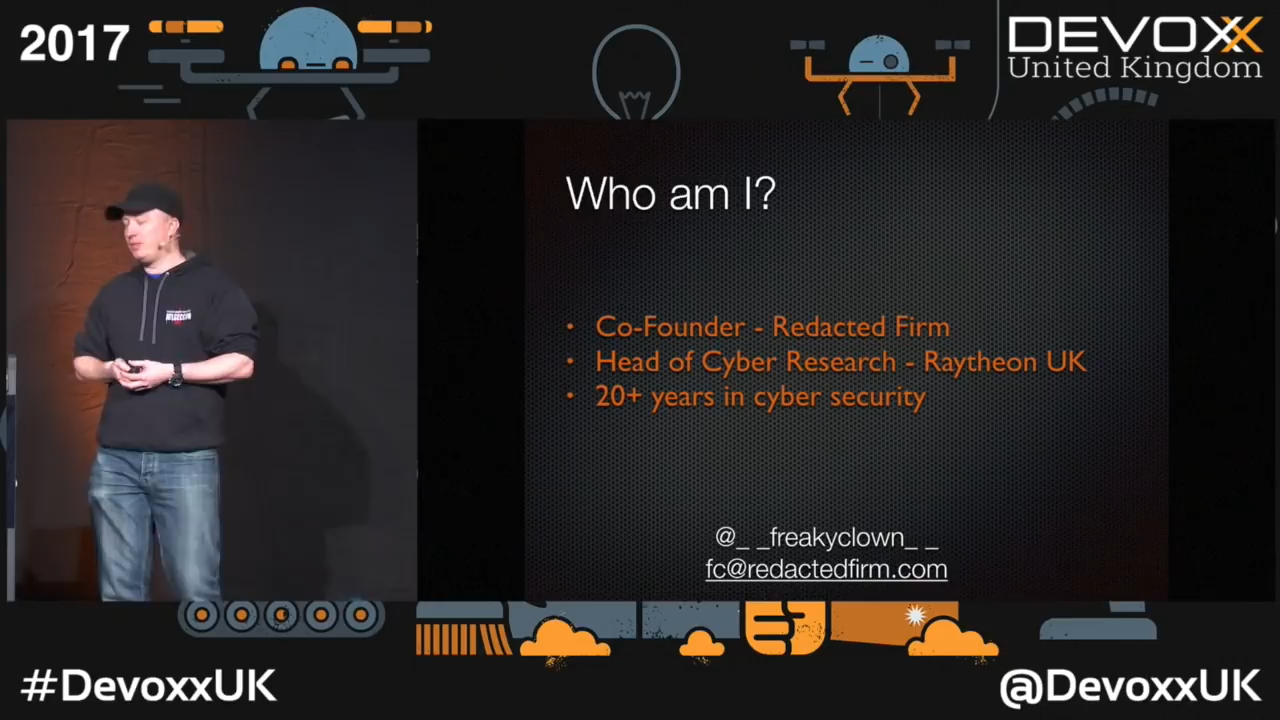 2017
DEVOXX
United Kingdom
Who am I?
• Co-Founder - Redacted Firm
• Head of Cyber Research - Raytheon UK
• 20+ years in cyber security
@_ _freakyclown_ _
fc@redactedfirm.com
#DevoxxUK
@DevoxxUK